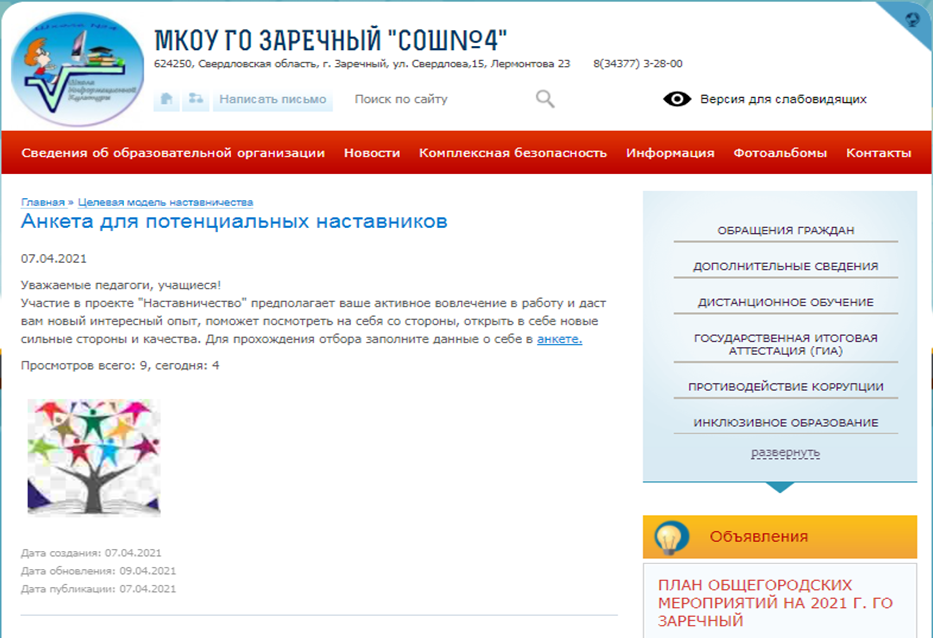 Школа №4
Школа
Информационной
Культуры
МКОУ ГО ЗАРЕЧНЫЙ "СОШ№4"
624250, Свердловская область, г. Заречный, ул. Свердлова,15, Лермонтова 23 8(34377) 3-28-00
Написать письмо Поиск по сайту Версия для слабовидящих
Сведения об образовательной организации Новости Комплексная безопасность Информация Фотоальбомы Контакты
Главная » Целевая модель наставничества
Анкета для потенциальных наставников
07.04.2021
Уважаемые педагоги, учащиеся!
Участие в проекте "Наставничество" предполагает ваше активное вовлечение в работу и даст
вам новый интересный опыт, поможет посмотреть на себя со стороны, открыть в себе новые
сильные стороны и качества. Для прохождения отбора заполните данные о себе в анкете.
Просмотров всего: 9, сегодня: 4
Дата создания: 07.04.2021
Дата обновления: 09.04.2021
Дата публикации: 07.04.2021
ОБРАЩЕНИЯ ГРАЖДАН
ДОПОЛНИТЕЛЬНЫЕ СВЕДЕНИЯ
ДИСТАНЦИОННОЕ ОБУЧЕНИЕ
ГОСУДАРСТВЕННАЯ ИТОГОВАЯ
АТТЕСТАЦИЯ (ГИА)
ПРОТИВОДЕЙСТВИЕ КОРРУПЦИИ
ИНКЛЮЗИВНОЕ ОБРАЗОВАНИЕ
развернуть
Объявления
ПЛАН ОБЩЕГОРОДСКИХ
МЕРОПРИЯТИЙ НА 2021 Г. ГО
ЗАРЕЧНЫЙ